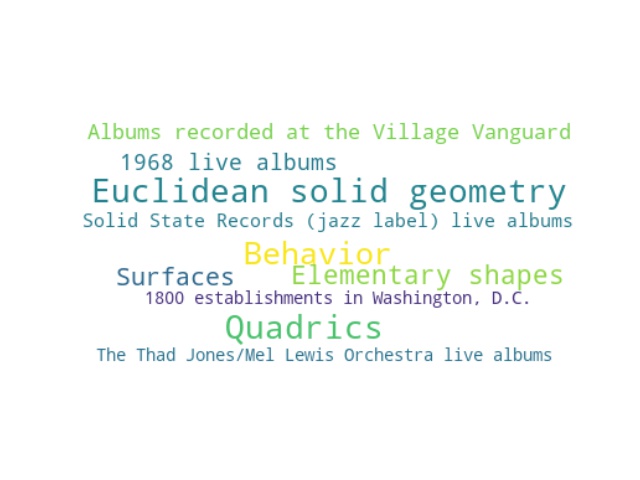 Albums recorded at the Village Vanguard
1968 live albums
Euclidean solid geometry
Solid State Records (jazz label) live albums
Behavior
Surfaces
Elementary shapes
1800 establishments in Washington, D.C.
Quadrics
The Thad Jones/Mel Lewis Orchestra live albums